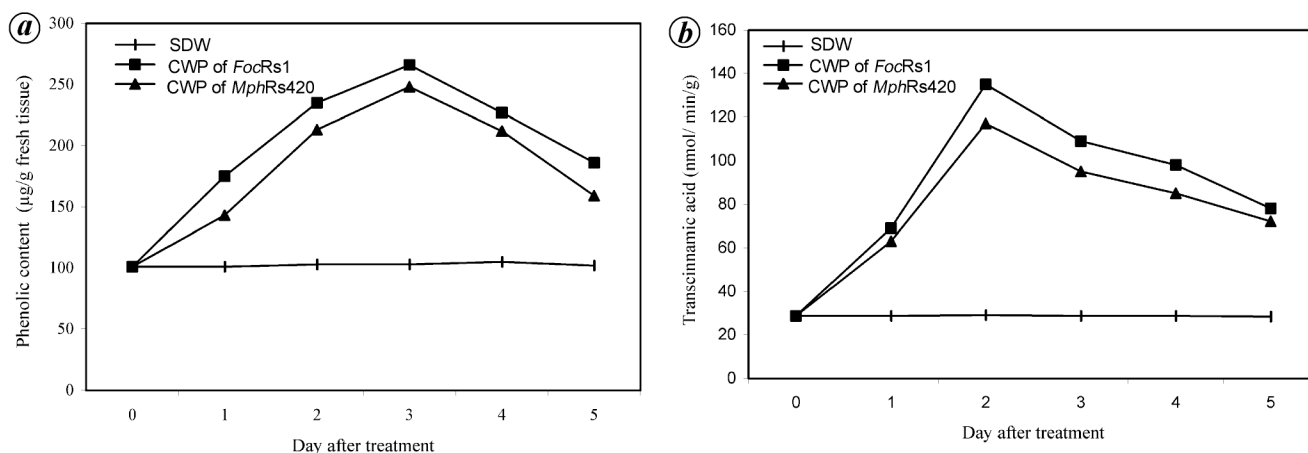 a
300
250
200
150
100
50
0
Phenolic content (µg/g fresh tissue)
SDW
CWP of FocRs1
CWP of MphRs420
0 1 2 3 4 5
Day after treatment
b
160
140
120
100
80
60
40
20
0
Transcinnamic acid (nmol/ min/g)
SDW
CWP of FocRs1
CWP of MphRs420
0 1 2 3 4 5
Day after treatment